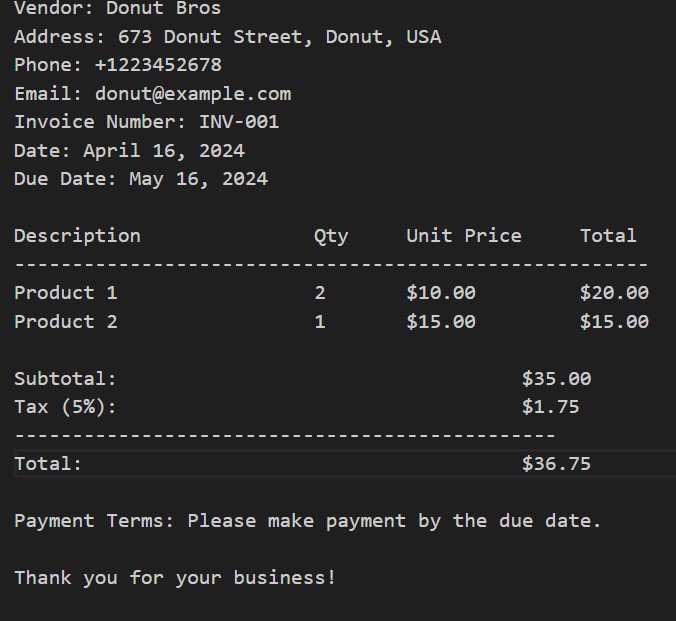 Vendor: Donut Bros
Address: 673 Donut Street, Donut, USA
Phone: +1223452678
Email: donut@example.com
Invoice Number: INV-001
Date: April 16, 2024
Due Date: May 16, 2024
Description Qty Unit Price Total
-------------------------------------------------------
Product 1 2 $10.00 $20.00
Product 2 1 $15.00 $15.00
Subtotal: $35.00
Tax (5%): $1.75
-----------------------------------------------
Total: $36.75
Payment Terms: Please make payment by the due date.
Thank you for your business!